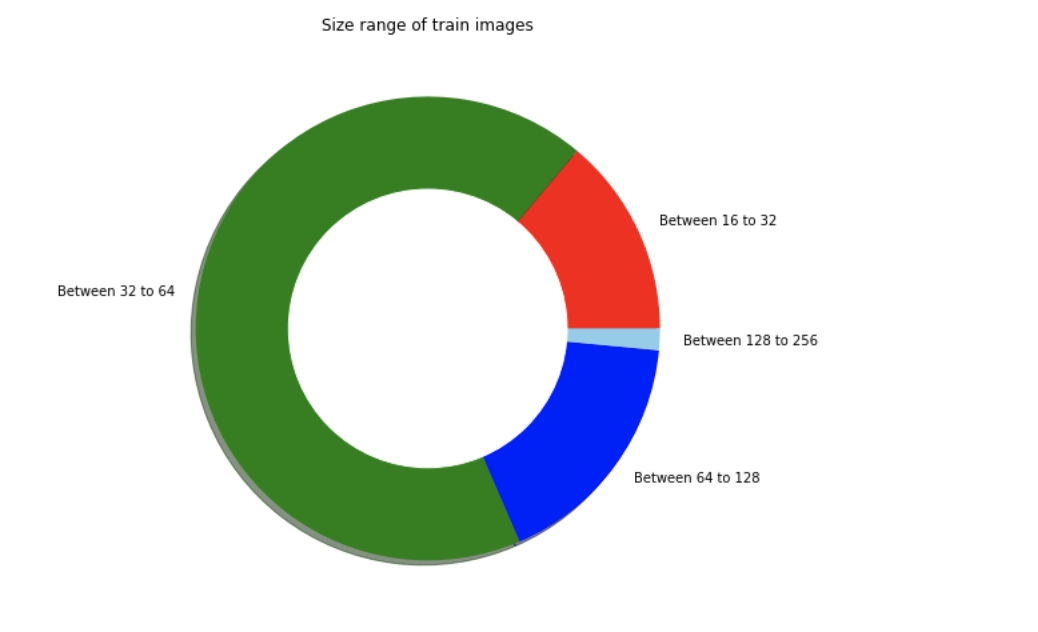 Size range of train images
Between 16 to 32
Between 32 to 64
Between 128 to 256
Between 64 to 128